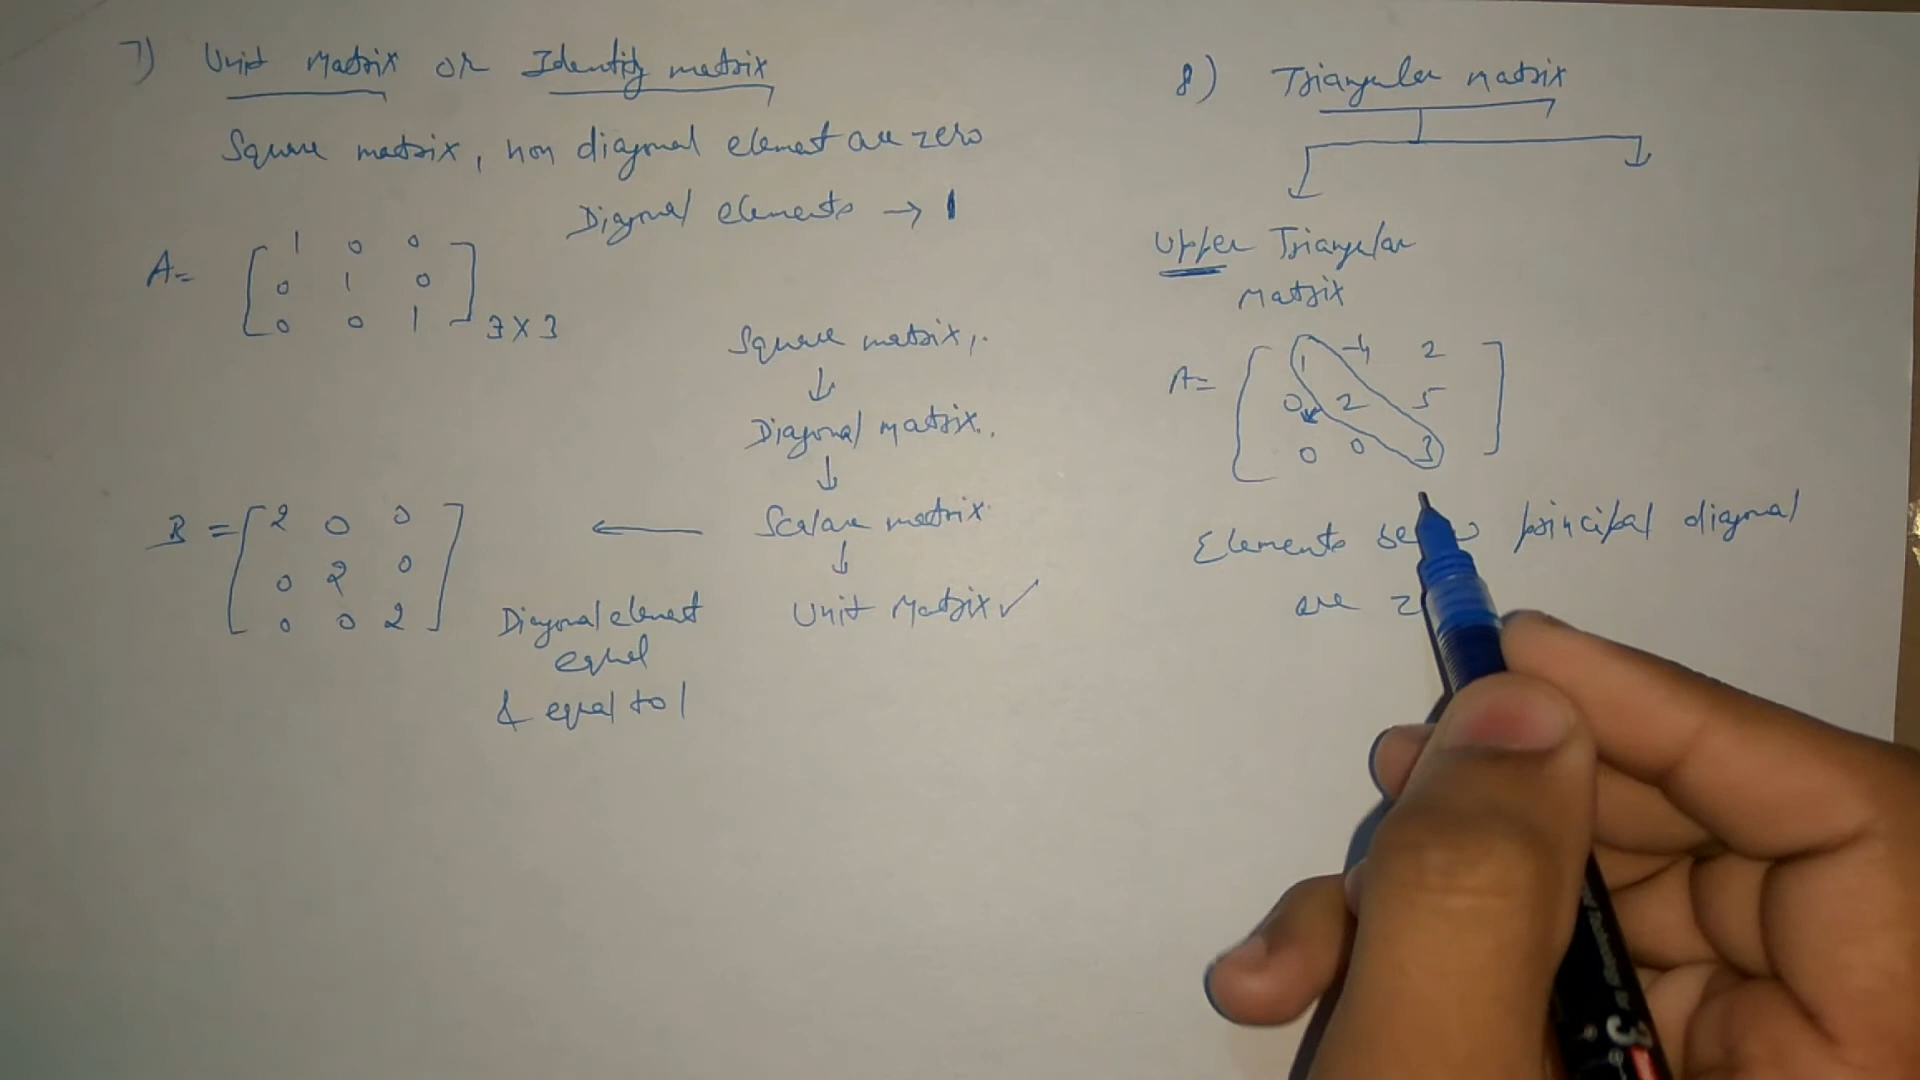 7) Unit Matrix or Identity matrix
Square matrix, non diagonal element are zero
Diagonal elements → 1
A= [ 1 0 0
0 1 0
0 0 1 ] 3×3
Square matrix,.
↓
Diagonal matrix.
↓
Scalar matrix
↓
Unit Matrix ✓
←
B = [ 2 0 0
0 2 0
0 0 2 ]
Diagonal element
equal
& equal to 1
8) Triangular matrix
Upper Triangular
Matrix
A= [ 1 -4 2
0 2 5
0 0 3 ]
Elements principal diagonal
are
3